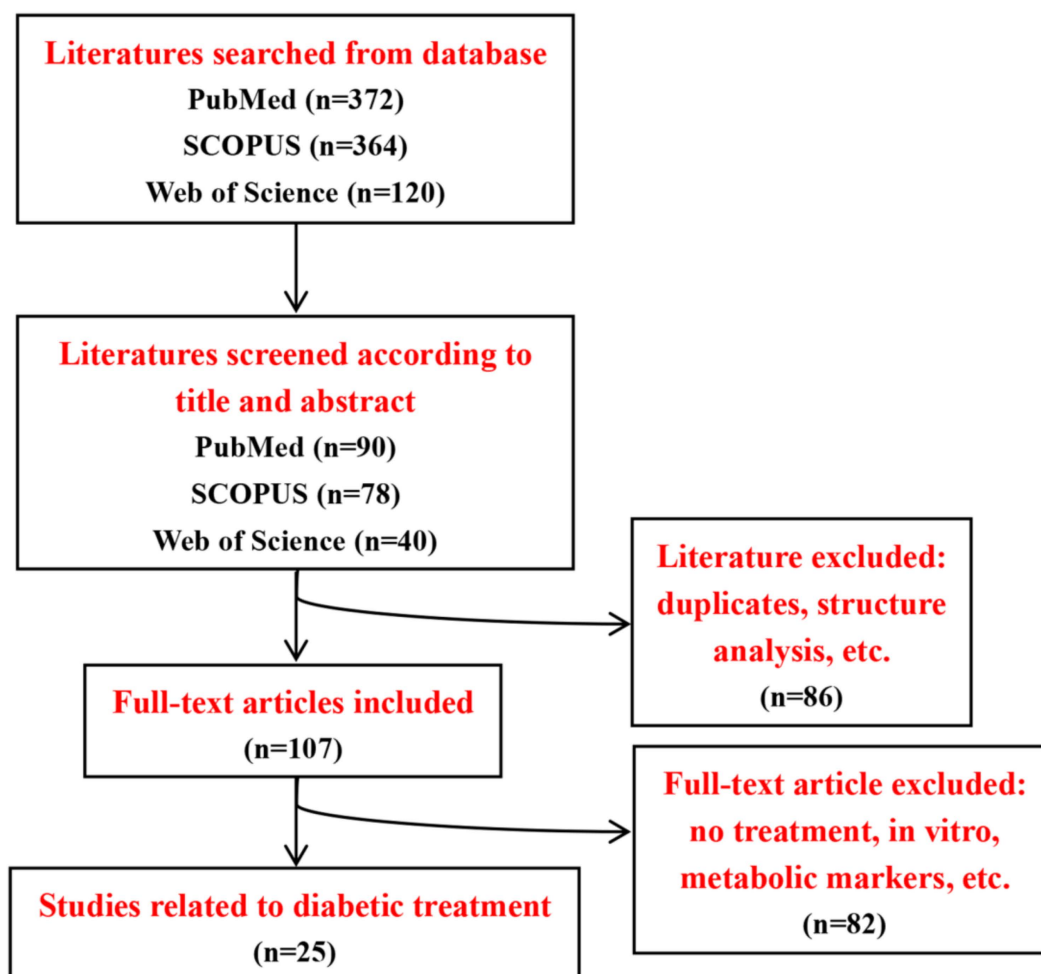 Literatures searched from database
PubMed (n=372)
SCOPUS (n=364)
Web of Science (n=120)
Literatures screened according to
title and abstract
PubMed (n=90)
SCOPUS (n=78)
Web of Science (n=40)
Literature excluded:
duplicates, structure
analysis, etc.
(n=86)
Full-text articles included
(n=107)
Full-text article excluded:
no treatment, in vitro,
metabolic markers, etc.
(n=82)
Studies related to diabetic treatment
(n=25)